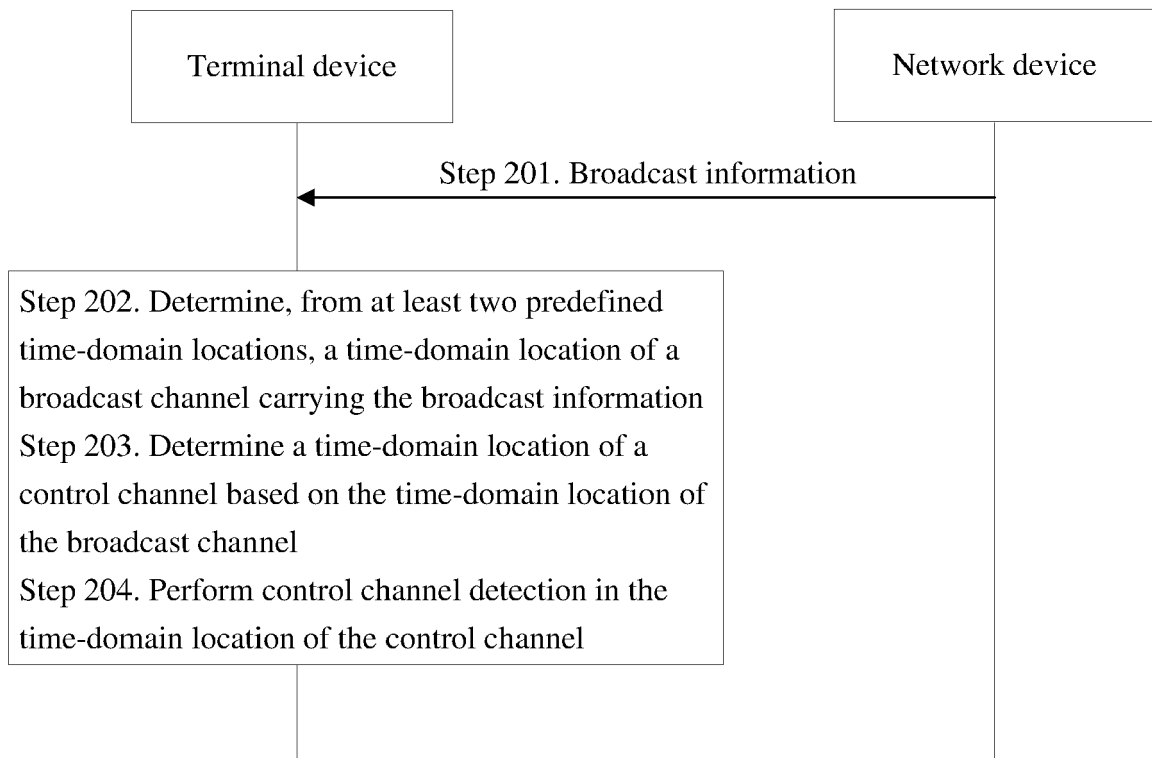 Terminal device
Network device
Step 201. Broadcast information
Step 202. Determine, from at least two predefined
time-domain locations, a time-domain location of a
broadcast channel carrying the broadcast information
Step 203. Determine a time-domain location of a
control channel based on the time-domain location of
the broadcast channel
Step 204. Perform control channel detection in the
time-domain location of the control channel